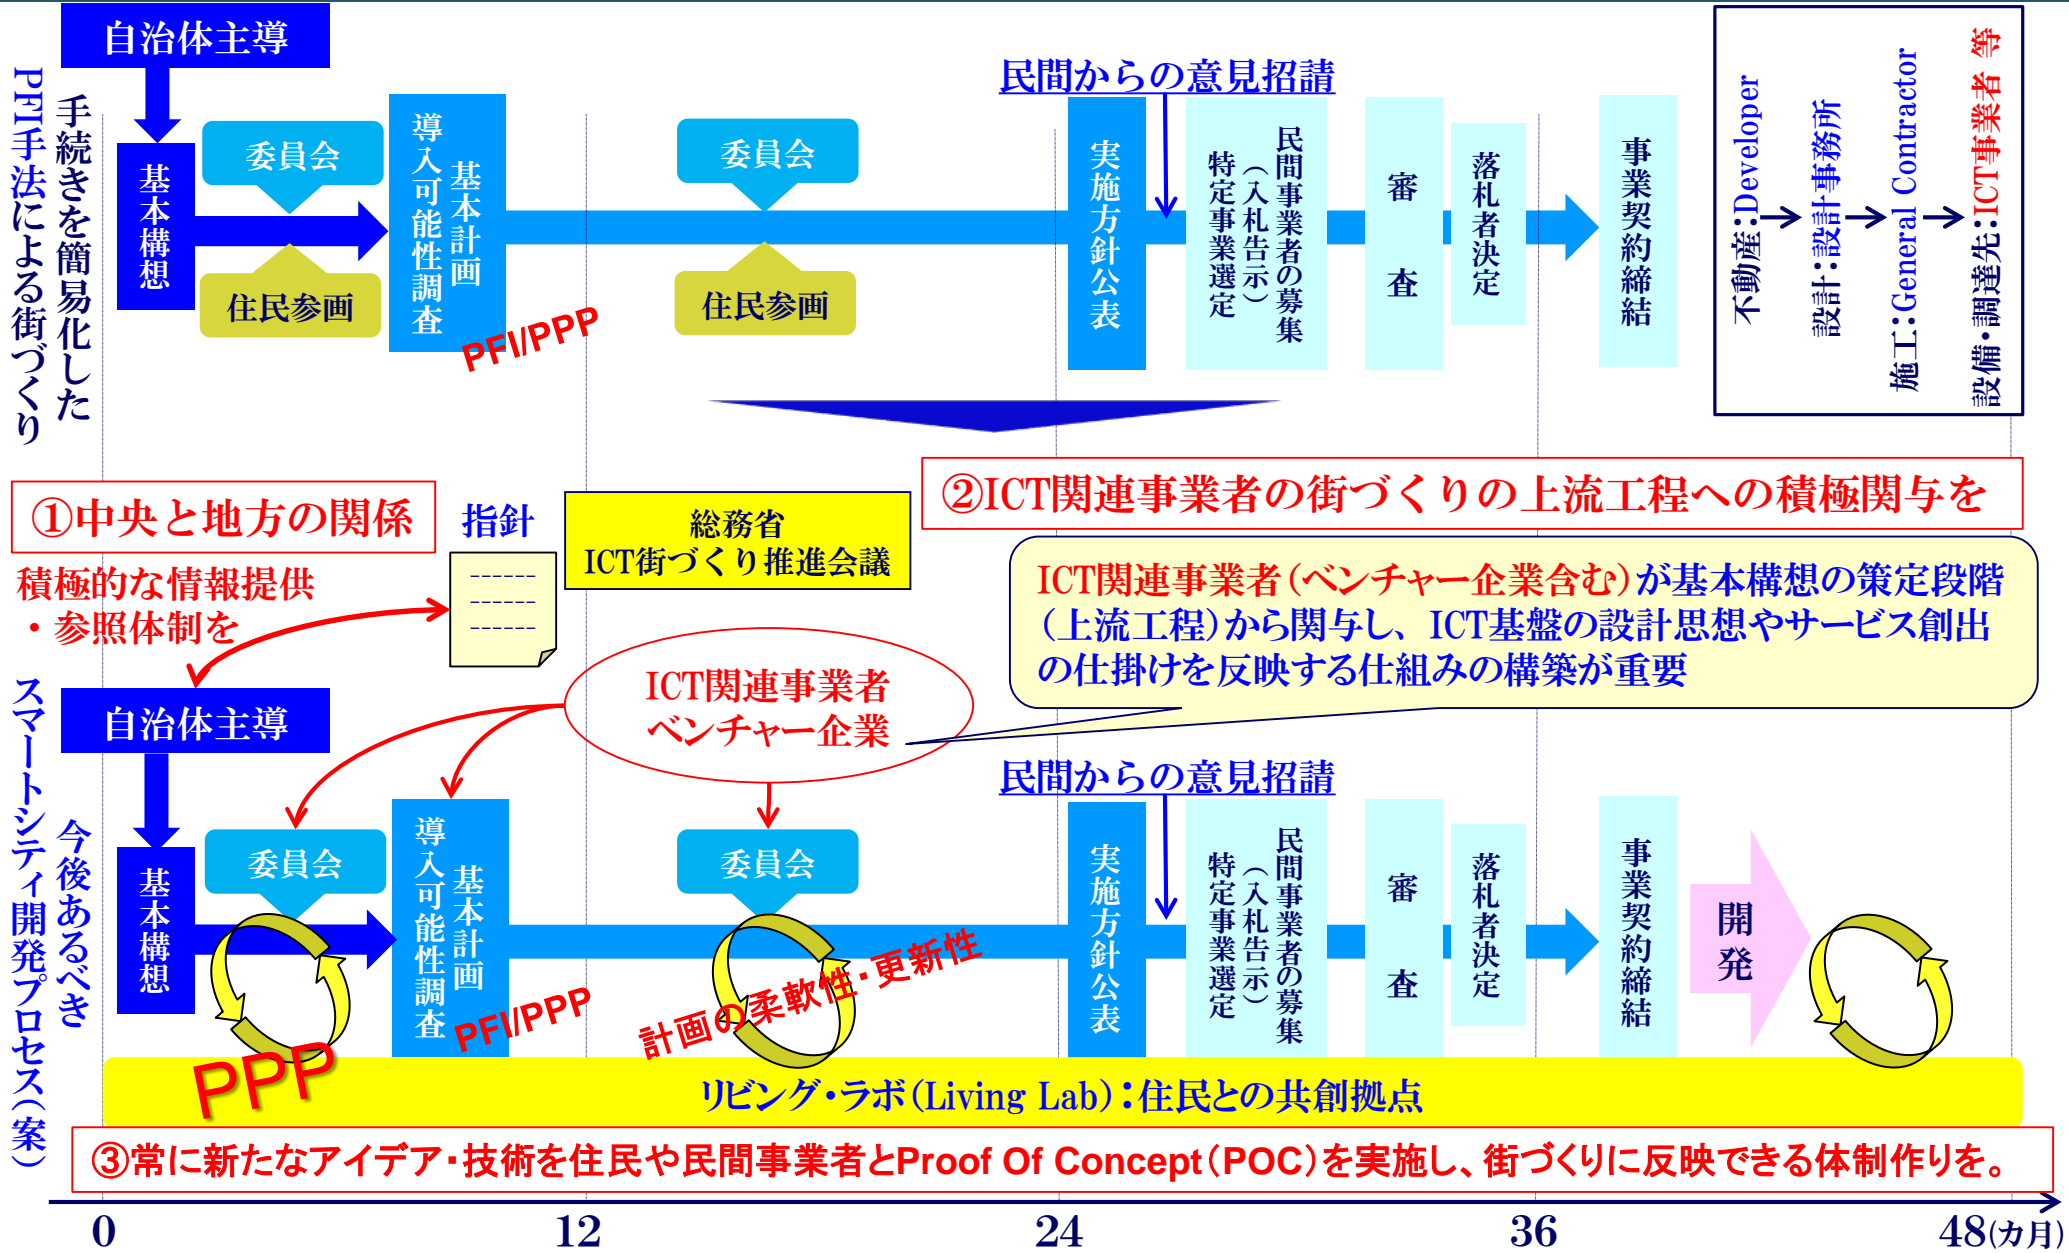 自治体主導
手続きを簡易化した
PFI手法による街づくり
基本構想
委員会
住民参画
基本計画
導入可能性調査
PFI/PPP
委員会
住民参画
民間からの意見招請
実施方針公表
民間事業者の募集
(入札告示)
特定事業選定
審査
落札者決定
事業契約締結
不動産:Developer
設計:設計事務所
施工:General Contractor
設備・調達先:ICT事業者 等
①中央と地方の関係
積極的な情報提供
・参照体制を
指針
------
------
------
総務省
ICT街づくり推進会議
②ICT関連事業者の街づくりの上流工程への積極関与を
ICT関連事業者(ベンチャー企業含む)が基本構想の策定段階
(上流工程)から関与し、ICT基盤の設計思想やサービス創出
の仕掛けを反映する仕組みの構築が重要
ICT関連事業者
ベンチャー企業
今後あるべき
スマートシティ開発プロセス(案)
自治体主導
基本構想
委員会
基本計画
導入可能性調査
PFI/PPP
委員会
計画の柔軟性・更新性
民間からの意見招請
実施方針公表
民間事業者の募集
(入札告示)
特定事業選定
審査
落札者決定
事業契約締結
開発
PPP
リビング・ラボ(Living Lab):住民との共創拠点
③常に新たなアイデア・技術を住民や民間事業者とProof Of Concept(POC)を実施し、街づくりに反映できる体制作りを。
0 12 24 36 48(カ月)